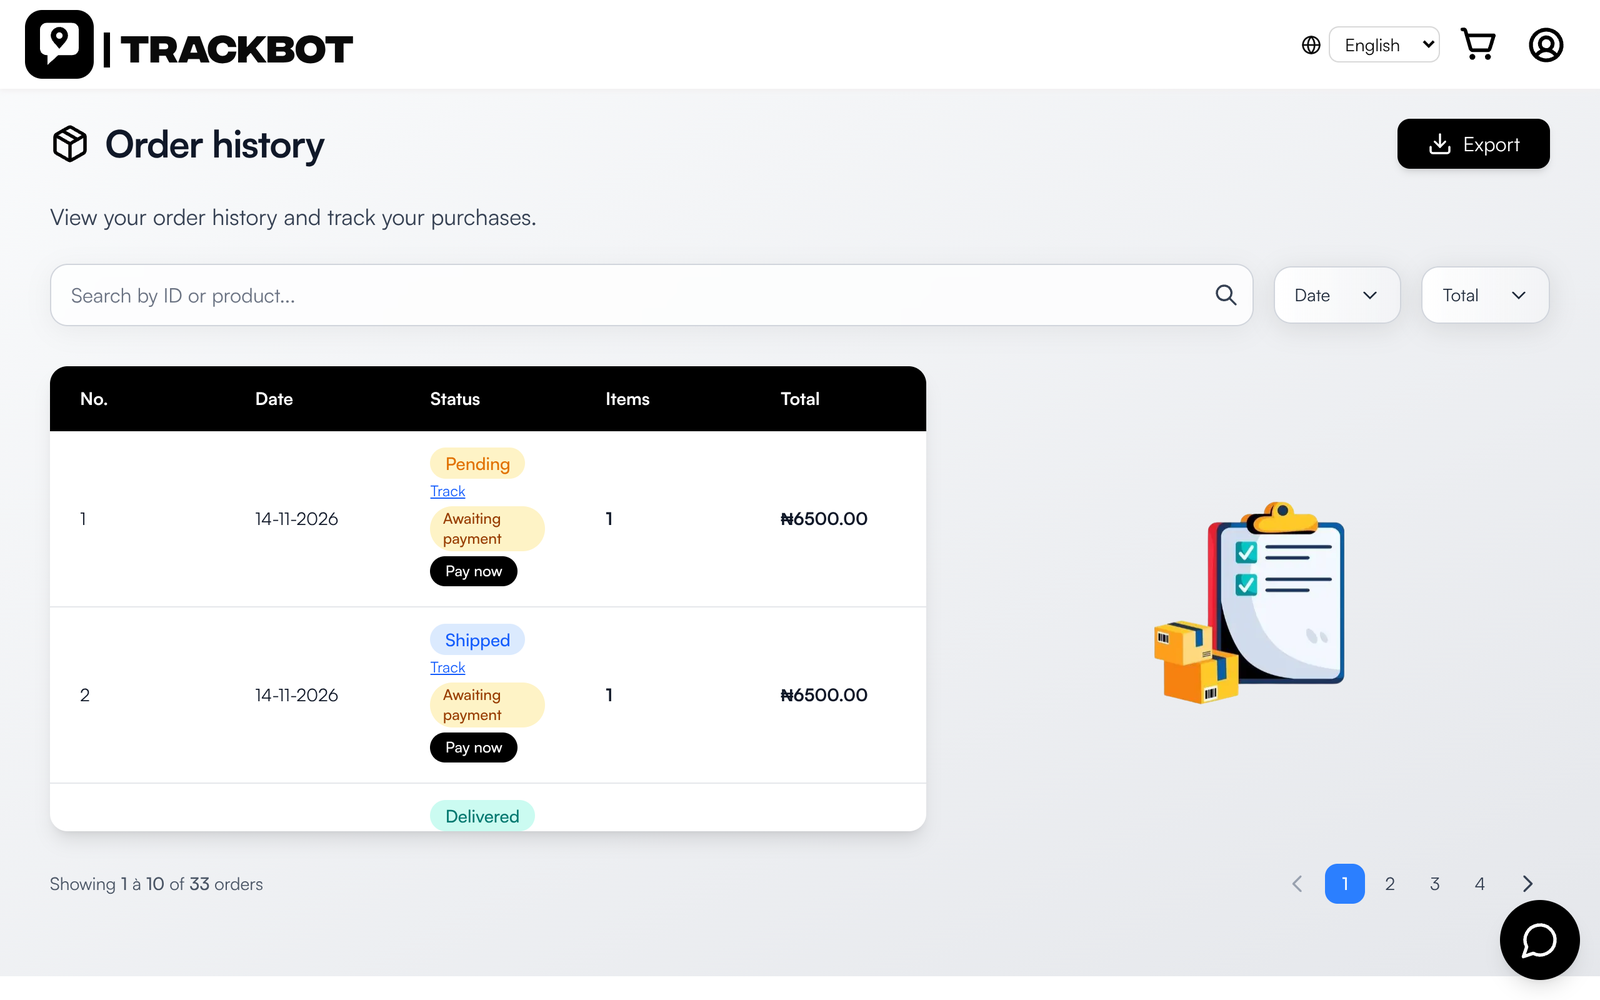 | TRACKBOT
English
Order history
Export
View your order history and track your purchases.
Search by ID or product...
Date
Total
No. Date Status Items Total
Pending
Track
1 14-11-2026 Awaiting payment 1 ₦6500.00
Pay now
Shipped
Track
2 14-11-2026 Awaiting payment 1 ₦6500.00
Pay now
Delivered
Showing 1 à 10 of 33 orders
1 2 3 4